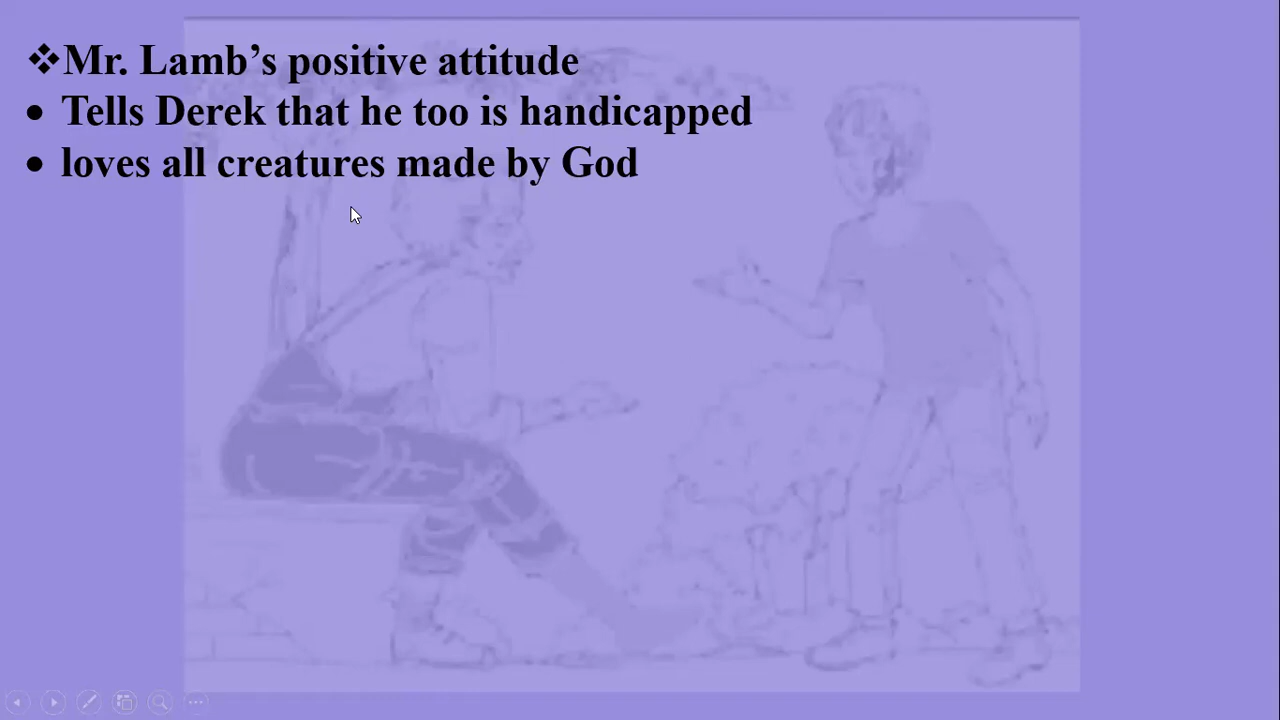 ❖Mr. Lamb’s positive attitude
• Tells Derek that he too is handicapped
• loves all creatures made by God